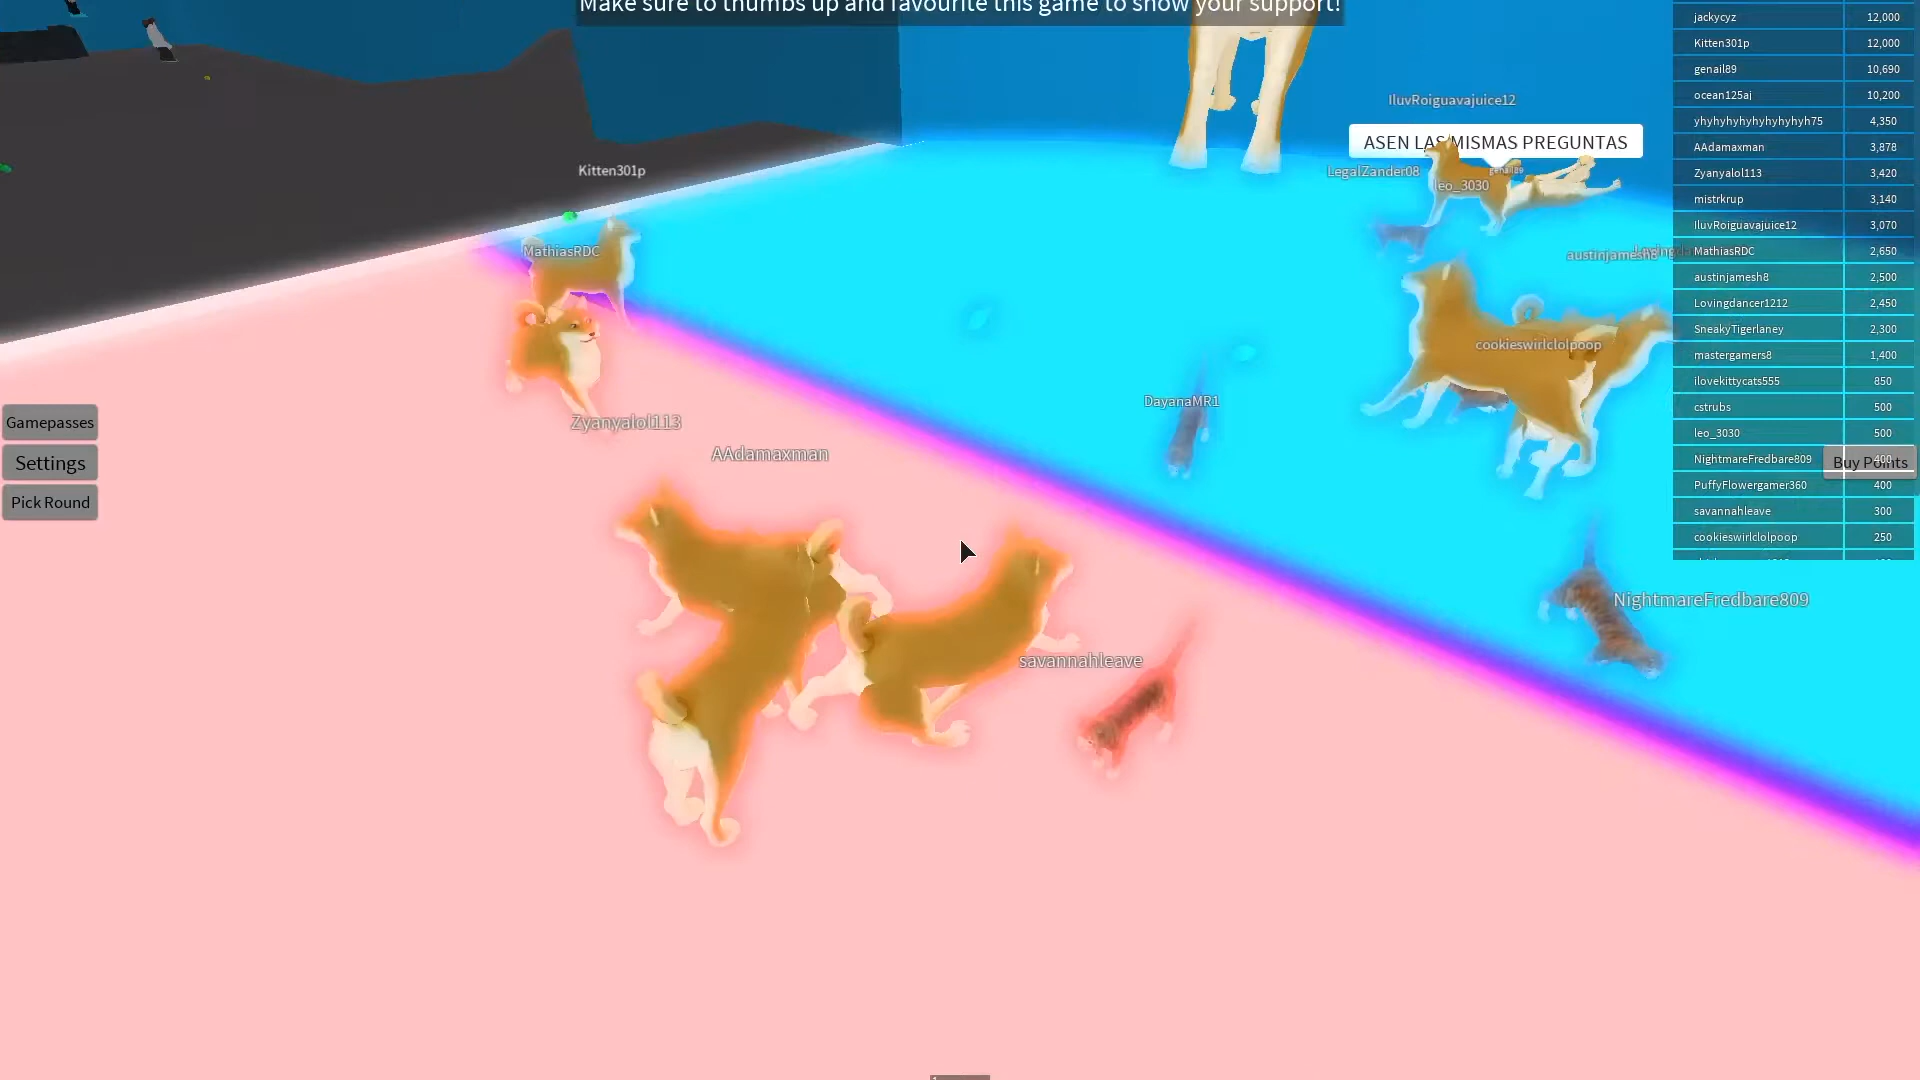 Make sure to thumbs up and favourite this game to show your support!
jackycyz 12,000
Kitten301p 12,000
genail89 10,690
ocean125aj 10,200
yhyhyhyhyhyhyhyhyh75 4,350
AAdamaxman 3,878
Zyanyalol113 3,420
mistrkrup 3,140
IluvRoiguavajuice12 3,070
MathiasRDC 2,650
austinjamesh8 2,500
Lovingdancer1212 2,450
SneakyTigerlaney 2,300
mastergamers8 1,400
ilovekittycats555 850
cstrubs 500
leo_3030 500
NightmareFredbare809 400
PuffyFlowergamer360 400
savannahleave 300
cookieswirlclolpoop 250
Buy Points
IluvRoiguavajuice12
ASEN LAS MISMAS PREGUNTAS
LegalZander08
genail89
leo_3030
Kitten301p
MathiasRDC
austinjamesh8
cookieswirlclolpoop
DayanaMR1
Zyanyalol113
AAdamaxman
Gamepasses
Settings
Pick Round
NightmareFredbare809
savannahleave